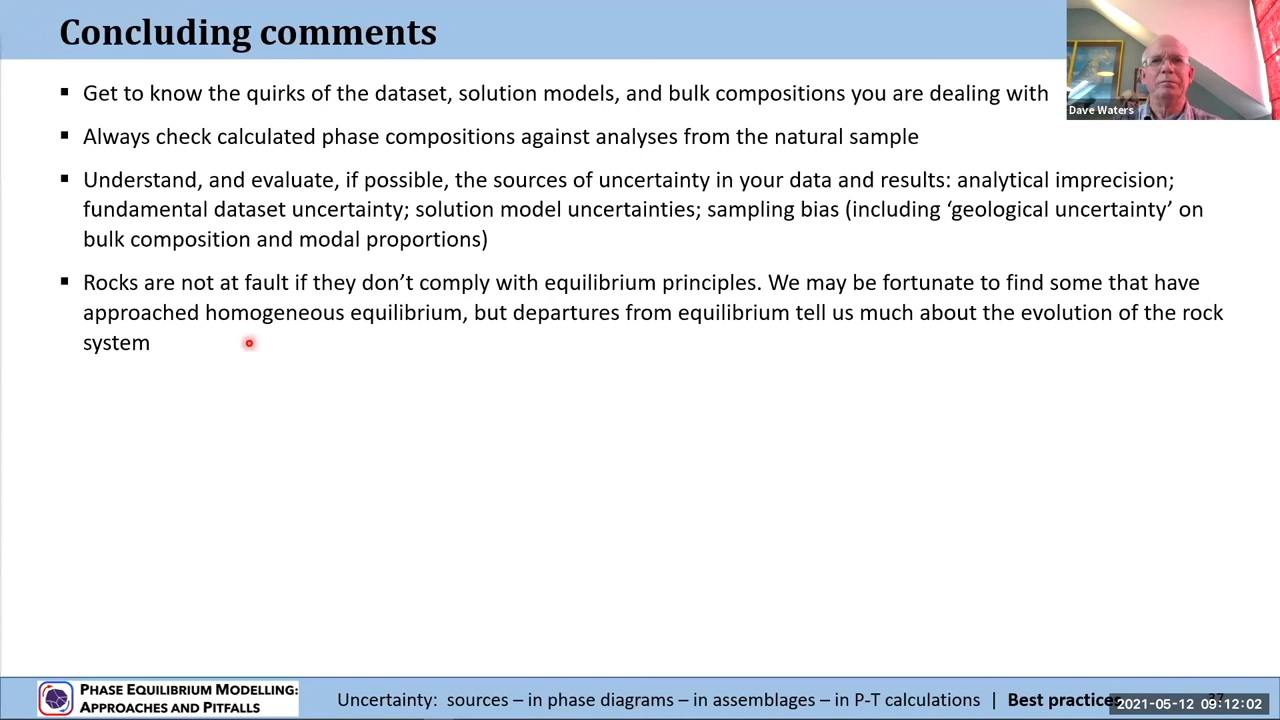 Concluding comments
Dave Waters
▪ Get to know the quirks of the dataset, solution models, and bulk compositions you are dealing with
▪ Always check calculated phase compositions against analyses from the natural sample
▪ Understand, and evaluate, if possible, the sources of uncertainty in your data and results: analytical imprecision;
fundamental dataset uncertainty; solution model uncertainties; sampling bias (including ‘geological uncertainty’ on
bulk composition and modal proportions)
▪ Rocks are not at fault if they don’t comply with equilibrium principles. We may be fortunate to find some that have
approached homogeneous equilibrium, but departures from equilibrium tell us much about the evolution of the rock
system
PHASE EQUILIBRIUM MODELLING:
APPROACHES AND PITFALLS
Uncertainty: sources – in phase diagrams – in assemblages – in P-T calculations | Best practices
37
2021-05-12 09:12:02